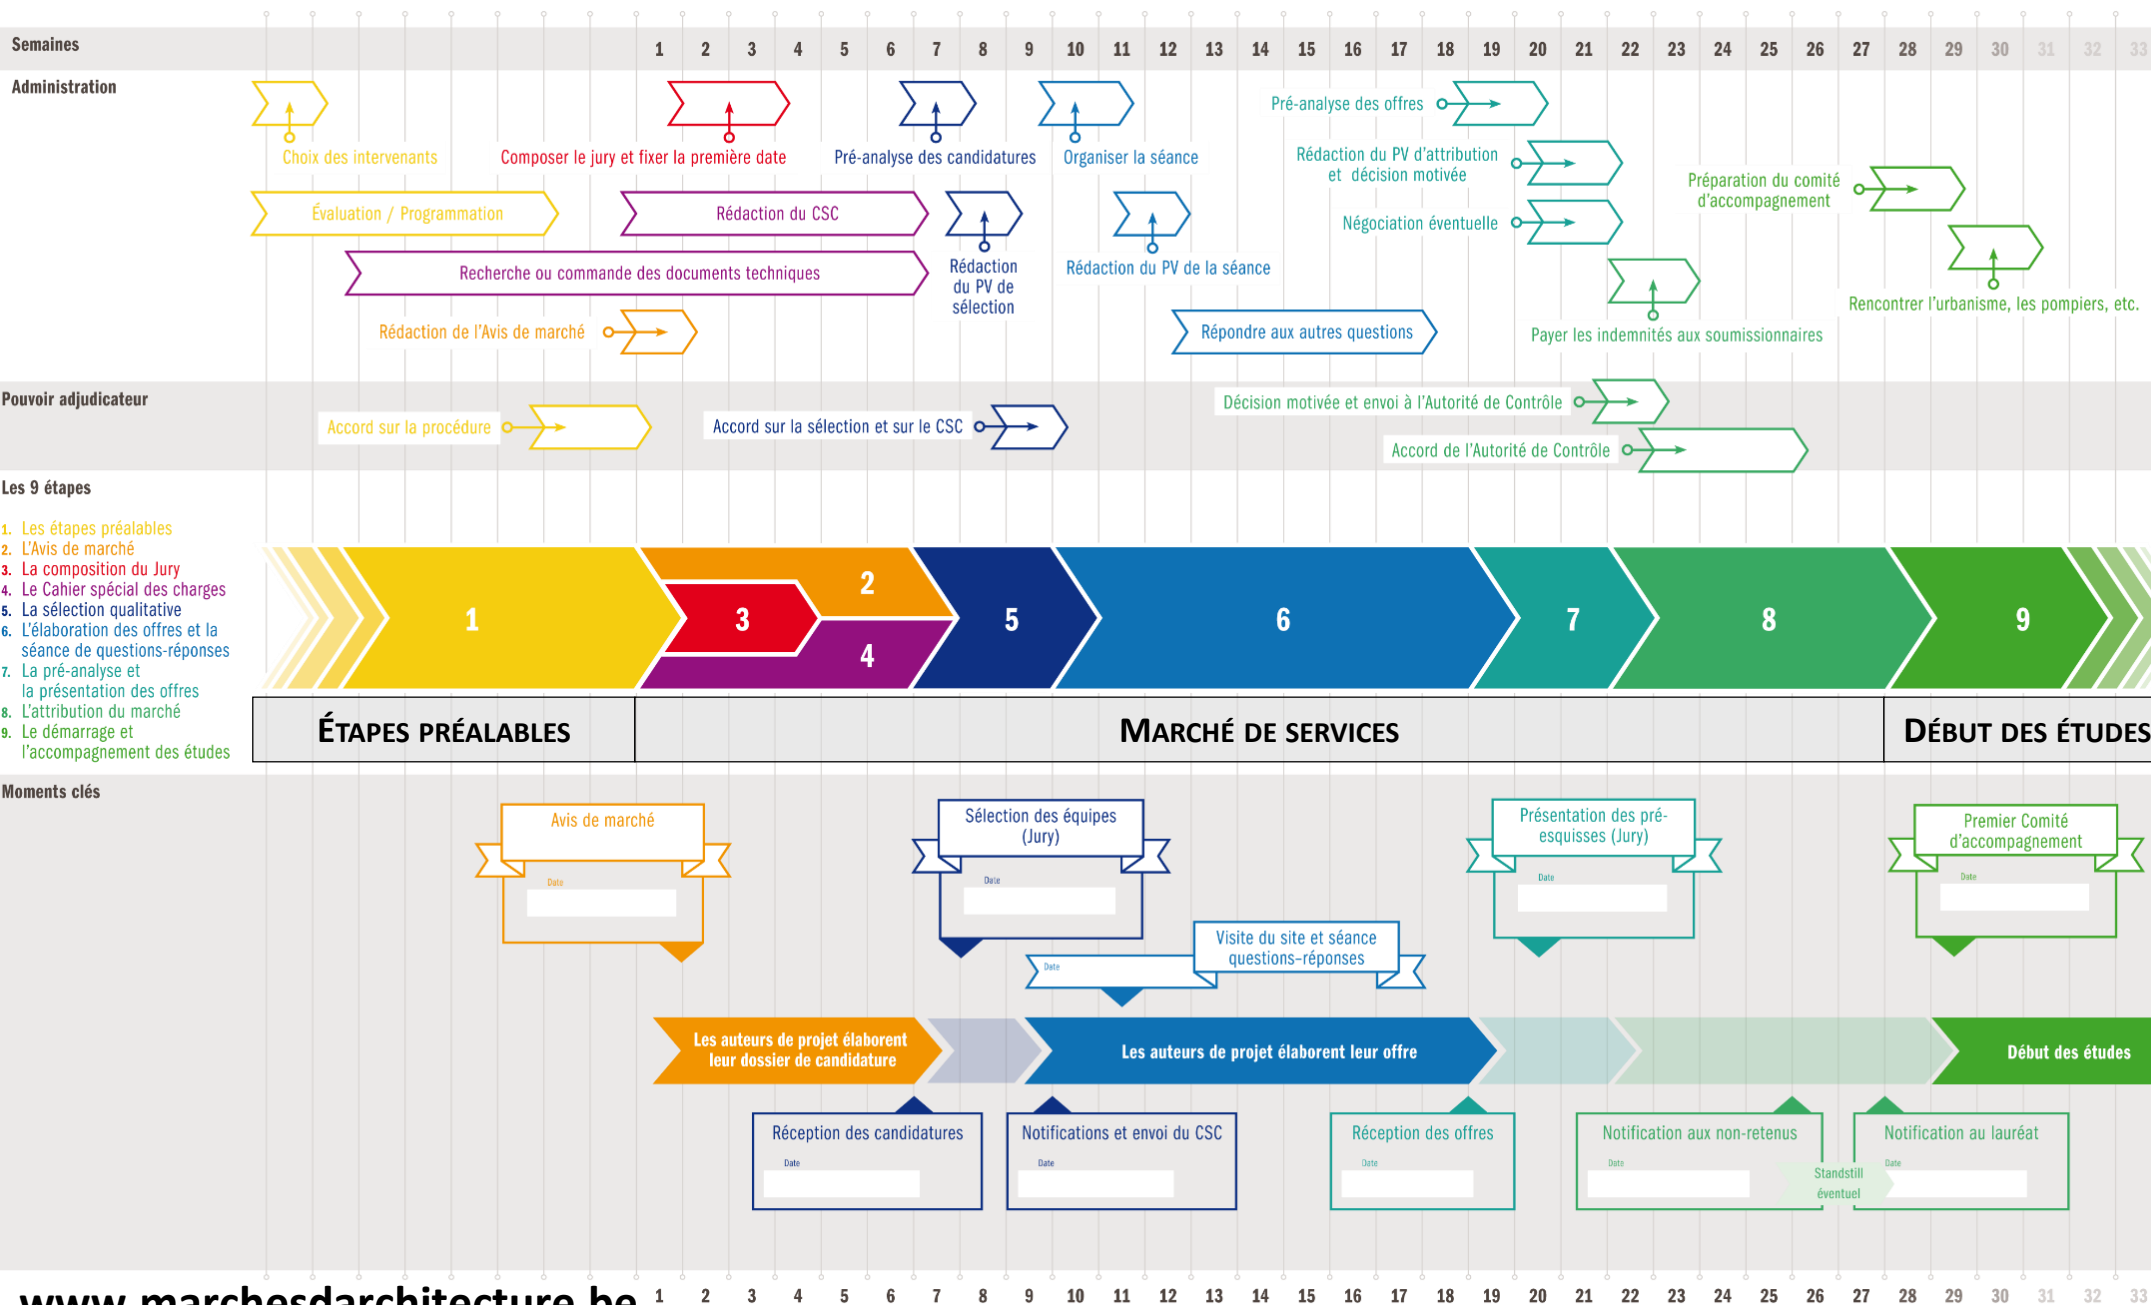 Semaines 1 2 3 4 5 6 7 8 9 10 11 12 13 14 15 16 17 18 19 20 21 22 23 24 25 26 27 28 29 30 31 32 33
Administration
Choix des intervenants
Composer le jury et fixer la première date
Pré-analyse des candidatures
Organiser la séance
Pré-analyse des offres
Rédaction du PV d'attribution
et décision motivée
Préparation du comité
d'accompagnement
Évaluation / Programmation
Rédaction du CSC
Négociation éventuelle
Recherche ou commande des documents techniques
Rédaction
du PV de
sélection
Rédaction du PV de la séance
Rencontrer l'urbanisme, les pompiers, etc.
Rédaction de l'Avis de marché
Répondre aux autres questions
Payer les indemnités aux soumissionnaires
Pouvoir adjudicateur
Accord sur la procédure
Accord sur la sélection et sur le CSC
Décision motivée et envoi à l'Autorité de Contrôle
Accord de l'Autorité de Contrôle
Les 9 étapes
1. Les étapes préalables
2. L'Avis de marché
3. La composition du Jury
4. Le Cahier spécial des charges
5. La sélection qualitative
6. L'élaboration des offres et la
séance de questions-réponses
7. La pré-analyse et
la présentation des offres
8. L'attribution du marché
9. Le démarrage et
l'accompagnement des études
1
2
3
4
5
6
7
8
9
ÉTAPES PRÉALABLES
MARCHÉ DE SERVICES
DÉBUT DES ÉTUDES
Moments clés
Avis de marché
Date
Sélection des équipes
(Jury)
Date
Présentation des pré-
esquisses (Jury)
Date
Premier Comité
d'accompagnement
Date
Visite du site et séance
questions-réponses
Date
Les auteurs de projet élaborent
leur dossier de candidature
Les auteurs de projet élaborent leur offre
Début des études
Réception des candidatures
Date
Notifications et envoi du CSC
Date
Réception des offres
Date
Notification aux non-retenus
Date
Standstill
éventuel
Notification au lauréat
Date
www.marchesdarchitecture.be
1 2 3 4 5 6 7 8 9 10 11 12 13 14 15 16 17 18 19 20 21 22 23 24 25 26 27 28 29 30 31 32 33